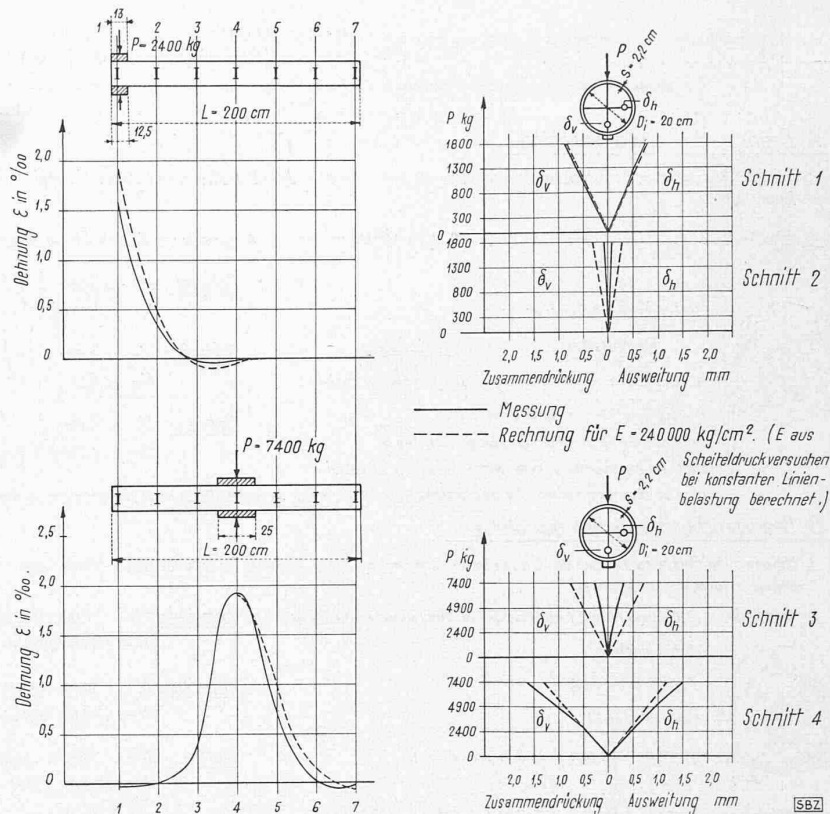 13
1 2 3 4 5 6 7
P = 2400 kg
L = 200 cm
12,5
Dehnung ε in °/oo
2,0
1,5
1,0
0,5
0
P = 7400 kg
25
L = 200 cm
Dehnung ε in °/oo.
2,5
2,0
1,5
1,0
0,5
0
1 2 3 4 5 6 7
P
S = 2,2 cm
δh
δv
Di = 20 cm
P kg
1800
1300
800
300
0
δv δh
Schnitt 1
1800
1300
800
300
0
δv δh
Schnitt 2
2,0 1,5 1,0 0,5 0 0,5 1,0 1,5 2,0
Zusammendrückung Ausweitung mm
Messung
Rechnung für E = 240000 kg/cm². (E aus
Scheiteldruckversuchen
bei konstanter Linien-
belastung berechnet.)
P
S = 2,2 cm
δh
δv
Di = 20 cm
P kg
7400
4900
2400
0
δv δh
Schnitt 3
7400
4900
2400
0
δv δh
Schnitt 4
2,0 1,5 1,0 0,5 0 0,5 1,0 1,5 2,0
Zusammendrückung Ausweitung mm
SBZ